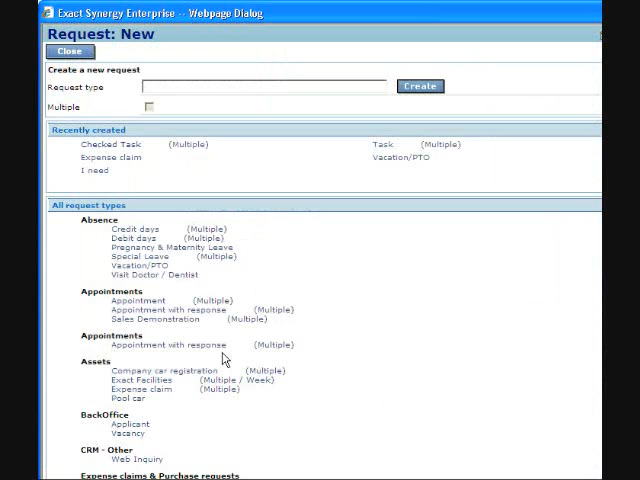 Exact Synergy Enterprise -- Webpage Dialog
Request: New
Close
Create a new request
Request type Create
Multiple
Recently created
Checked Task (Multiple) Task (Multiple)
Expense claim Vacation/PTO
I need
All request types
Absence
Credit days (Multiple)
Debit days (Multiple)
Pregnancy & Maternity Leave
Special Leave (Multiple)
Vacation/PTO
Visit Doctor / Dentist
Appointments
Appointment (Multiple)
Appointment with response (Multiple)
Sales Demonstration (Multiple)
Appointments
Appointment with response (Multiple)
Assets
Company car registration (Multiple)
Exact Facilities (Multiple / Week)
Expense claim (Multiple)
Pool car
BackOffice
Applicant
Vacancy
CRM - Other
Web Inquiry
Expense claims & Purchase requests